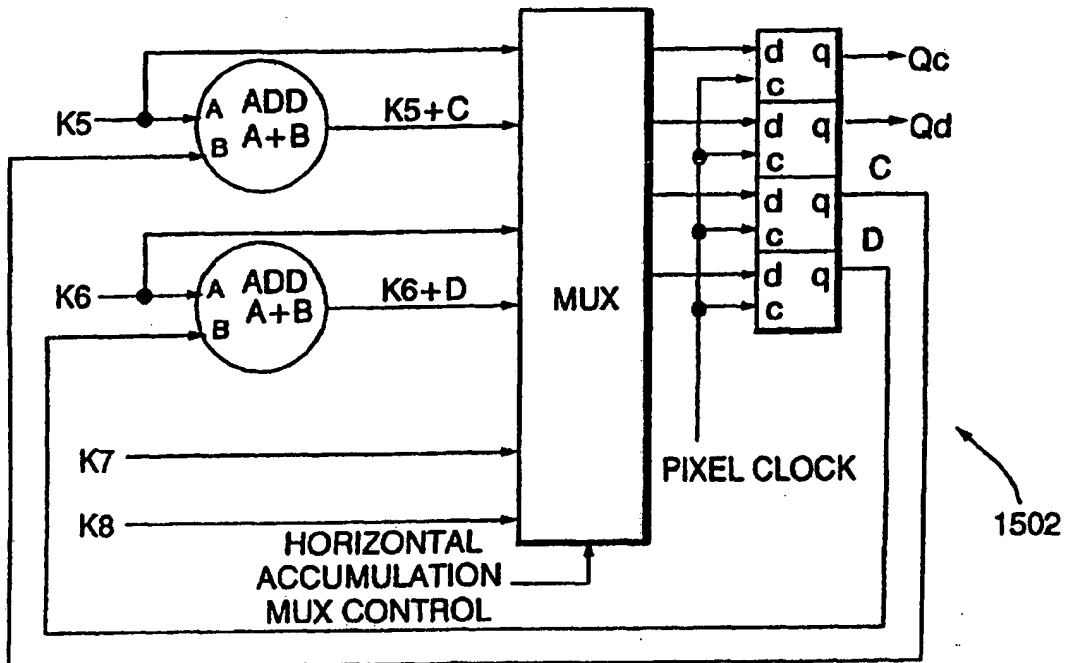 K5
A
B
ADD
A+B
K5+C
K6
A
B
ADD
A+B
K6+D
K7
K8
HORIZONTAL
ACCUMULATION
MUX CONTROL
MUX
d q
c
d q
c
d q
c
d q
c
Qc
Qd
C
D
PIXEL CLOCK
1502